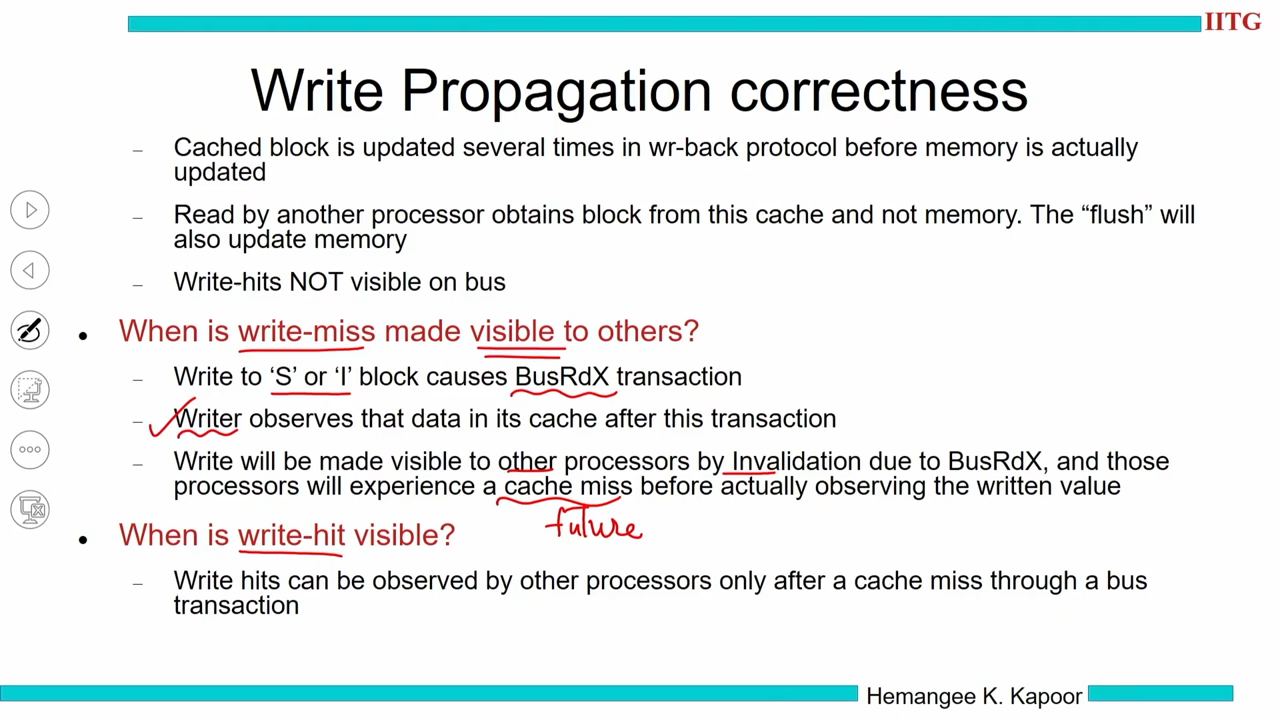 IITG
Write Propagation correctness
– Cached block is updated several times in wr-back protocol before memory is actually
updated
– Read by another processor obtains block from this cache and not memory. The “flush” will
also update memory
– Write-hits NOT visible on bus
• When is write-miss made visible to others?
– Write to ‘S’ or ‘I’ block causes BusRdX transaction
– Writer observes that data in its cache after this transaction
– Write will be made visible to other processors by Invalidation due to BusRdX, and those
processors will experience a cache miss before actually observing the written value
future
• When is write-hit visible?
– Write hits can be observed by other processors only after a cache miss through a bus
transaction
Hemangee K. Kapoor